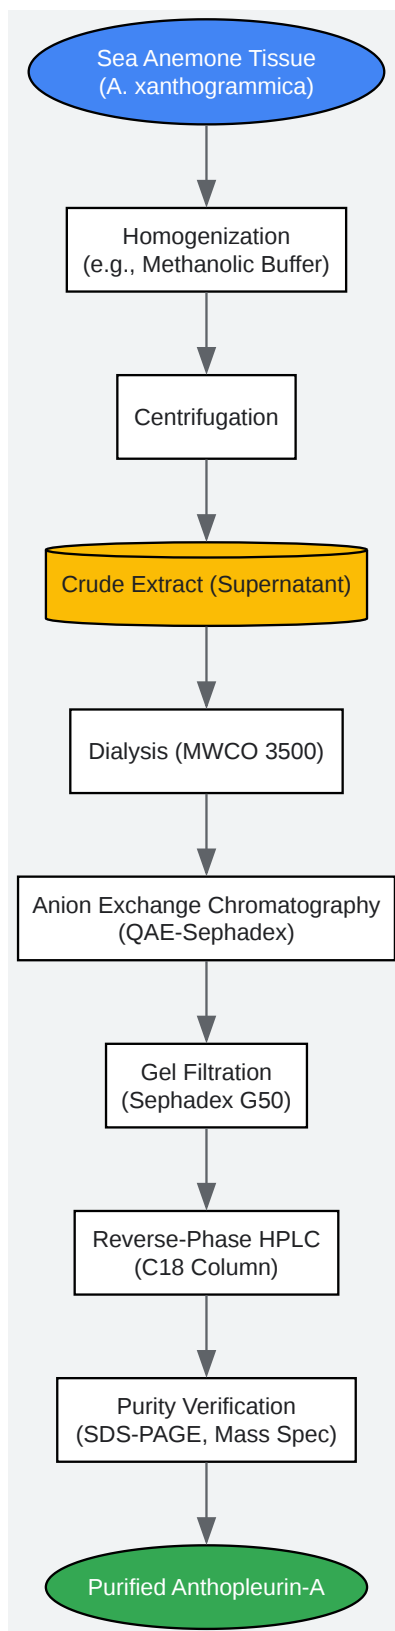 Sea Anemone Tissue
(A. xanthogrammica)
Homogenization
(e.g., Methanolic Buffer)
Centrifugation
Crude Extract (Supernatant)
Dialysis (MWCO 3500)
Anion Exchange Chromatography
(QAE-Sephadex)
Gel Filtration
(Sephadex G50)
Reverse-Phase HPLC
(C18 Column)
Purity Verification
(SDS-PAGE, Mass Spec)
Purified Anthopleurin-A